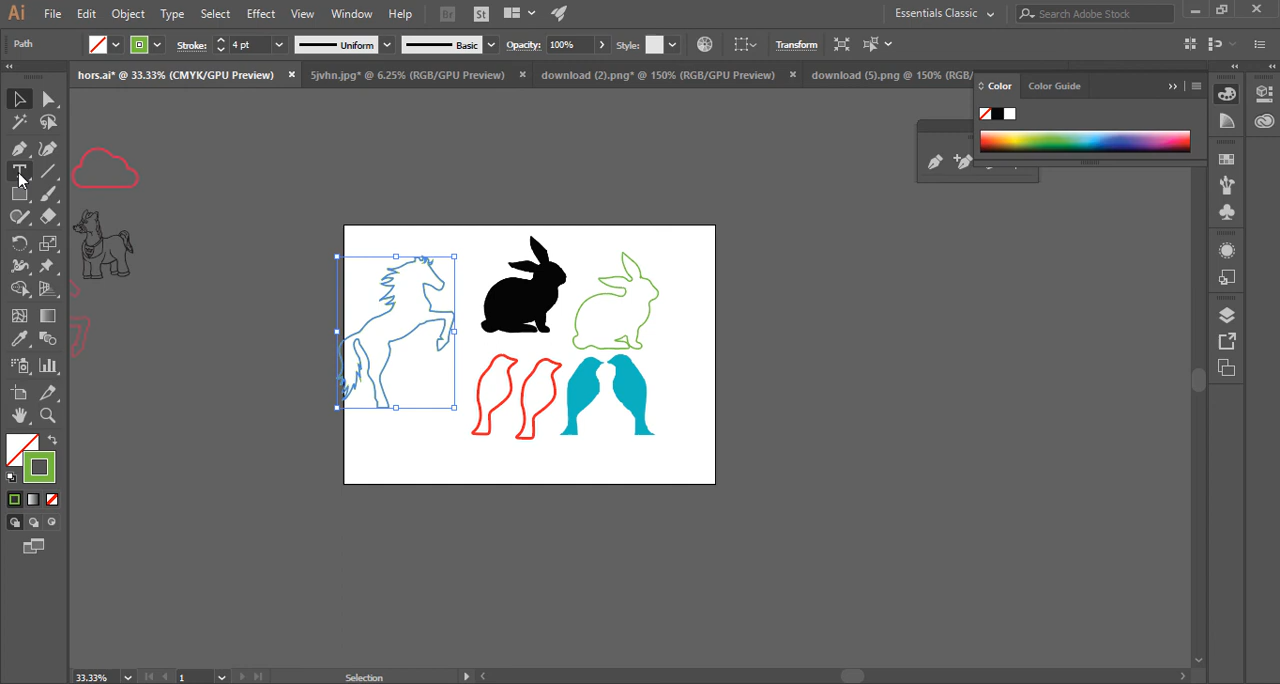 Ai File Edit Object Type Select Effect View Window Help Br St Essentials Classic Search Adobe Stock
Path Stroke: 4 pt Uniform Basic Opacity: 100% Style: Transform
hors.ai* @ 33.33% (CMYK/GPU Preview) × 5jvhn.jpg* @ 6.25% (RGB/GPU Preview) × download (2).png* @ 150% (RGB/GPU Preview) × download (5).png @ 150% (RGB/
Color Color Guide
33.33% 1 Selection